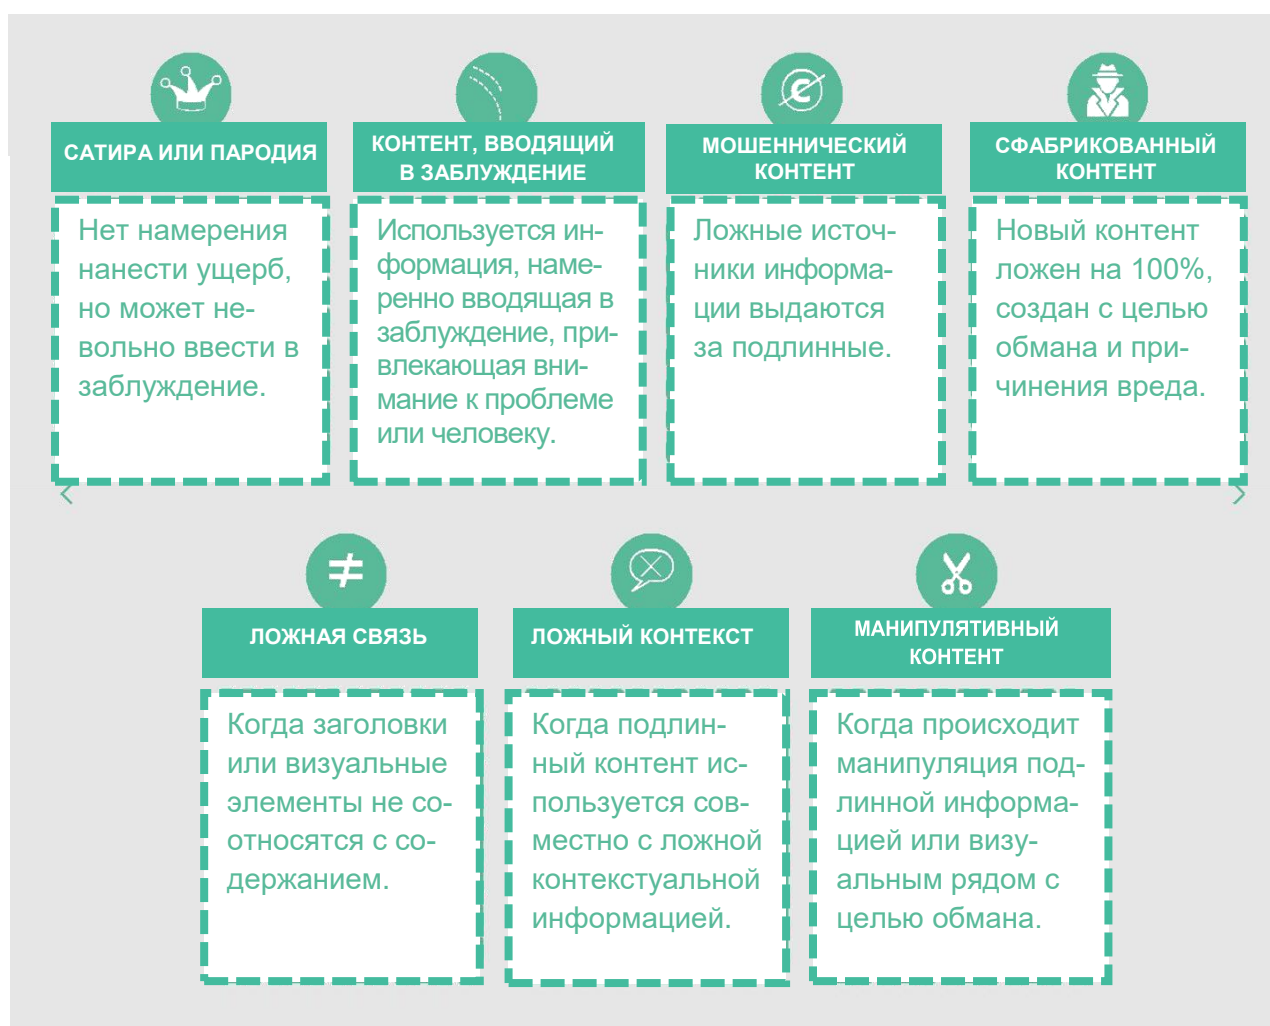 САТИРА ИЛИ ПАРОДИЯ
Нет намерения
нанести ущерб,
но может не-
вольно ввести в
заблуждение.
КОНТЕНТ, ВВОДЯЩИЙ
В ЗАБЛУЖДЕНИЕ
Используется ин-
формация, наме-
ренно вводящая в
заблуждение, при-
влекающая вни-
мание к проблеме
или человеку.
МОШЕННИЧЕСКИЙ
КОНТЕНТ
Ложные источ-
ники информа-
ции выдаются
за подлинные.
СФАБРИКОВАННЫЙ
КОНТЕНТ
Новый контент
ложен на 100%,
создан с целью
обмана и при-
чинения вреда.
ЛОЖНАЯ СВЯЗЬ
Когда заголовки
или визуальные
элементы не со-
относятся с со-
держанием.
ЛОЖНЫЙ КОНТЕКСТ
Когда подлин-
ный контент ис-
пользуется сов-
местно с ложной
контекстуальной
информацией.
МАНИПУЛЯТИВНЫЙ
КОНТЕНТ
Когда происходит
манипуляция под-
линной информа-
цией или визу-
альным рядом с
целью обмана.